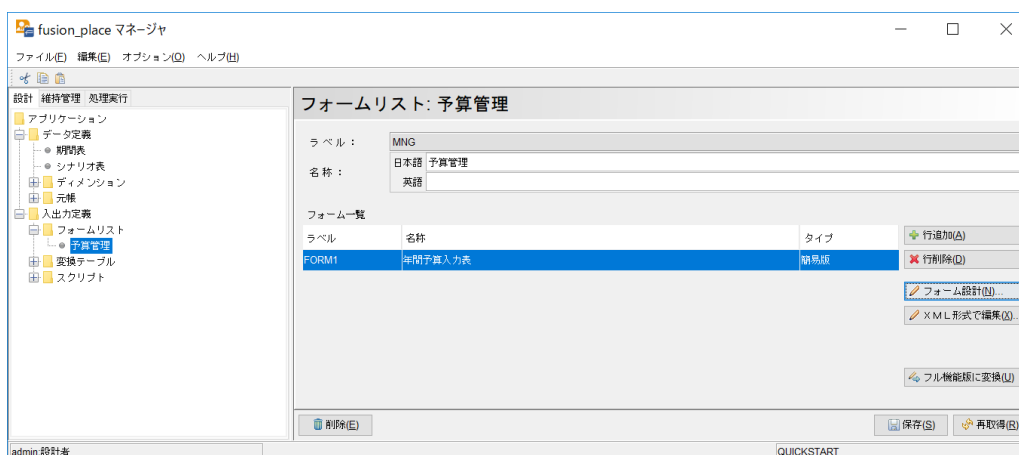 fusion_place マネージャ
ファイル(F) 編集(E) オプション(O) ヘルプ(H)
設計 維持管理 処理実行
アプリケーション
データ定義
期間表
シナリオ表
ディメンション
元帳
入出力定義
フォームリスト
予算管理
変換テーブル
スクリプト
フォームリスト: 予算管理
ラベル: MNG
名称: 日本語 予算管理
英語
フォーム一覧
ラベル 名称 タイプ
FORM1 年間予算入力表 簡易版
行追加(A)
行削除(D)
フォーム設計(N)...
XML形式で編集(X)...
フル機能版に変換(U)
削除(E) 保存(S) 再取得(R)
admin:設計者 QUICKSTART